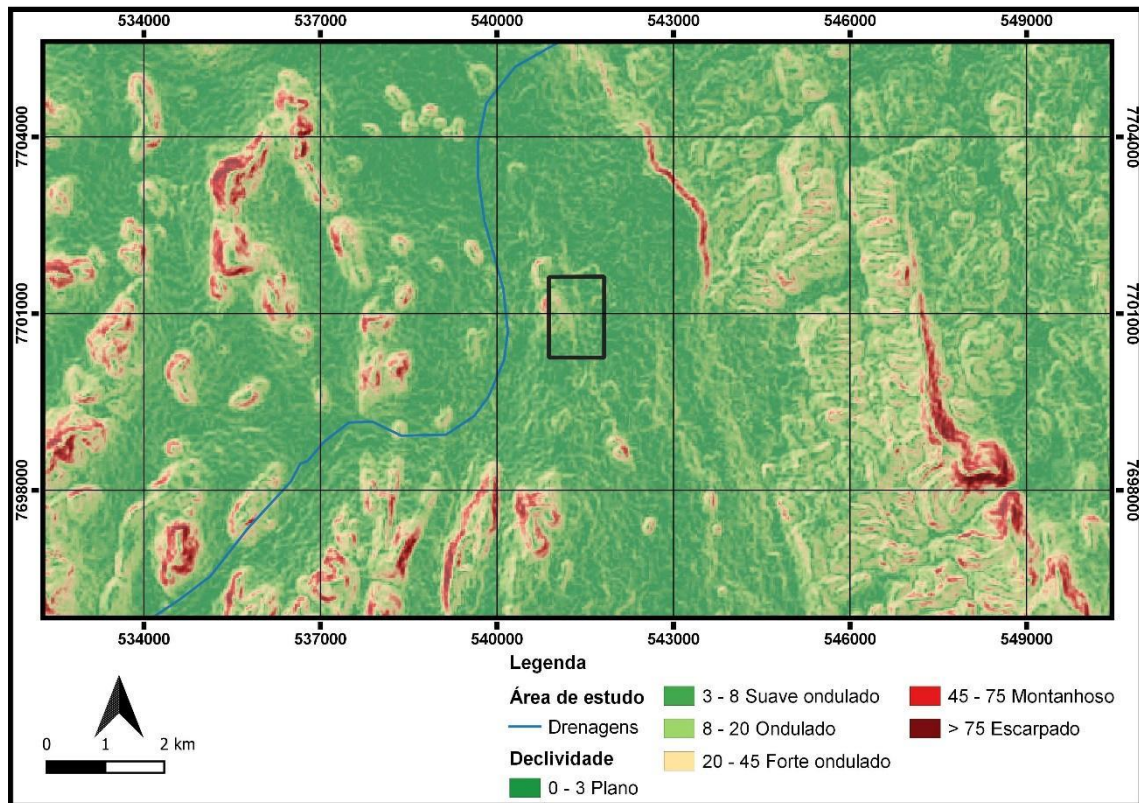 534000 537000 540000 543000 546000 549000
7704000 7704000
7701000 7701000
7698000 7698000
534000 537000 540000 543000 546000 549000
Legenda
Área de estudo
Drenagens
Declividade
0 - 3 Plano
3 - 8 Suave ondulado
8 - 20 Ondulado
20 - 45 Forte ondulado
45 - 75 Montanhoso
> 75 Escarpado
0 1 2 km